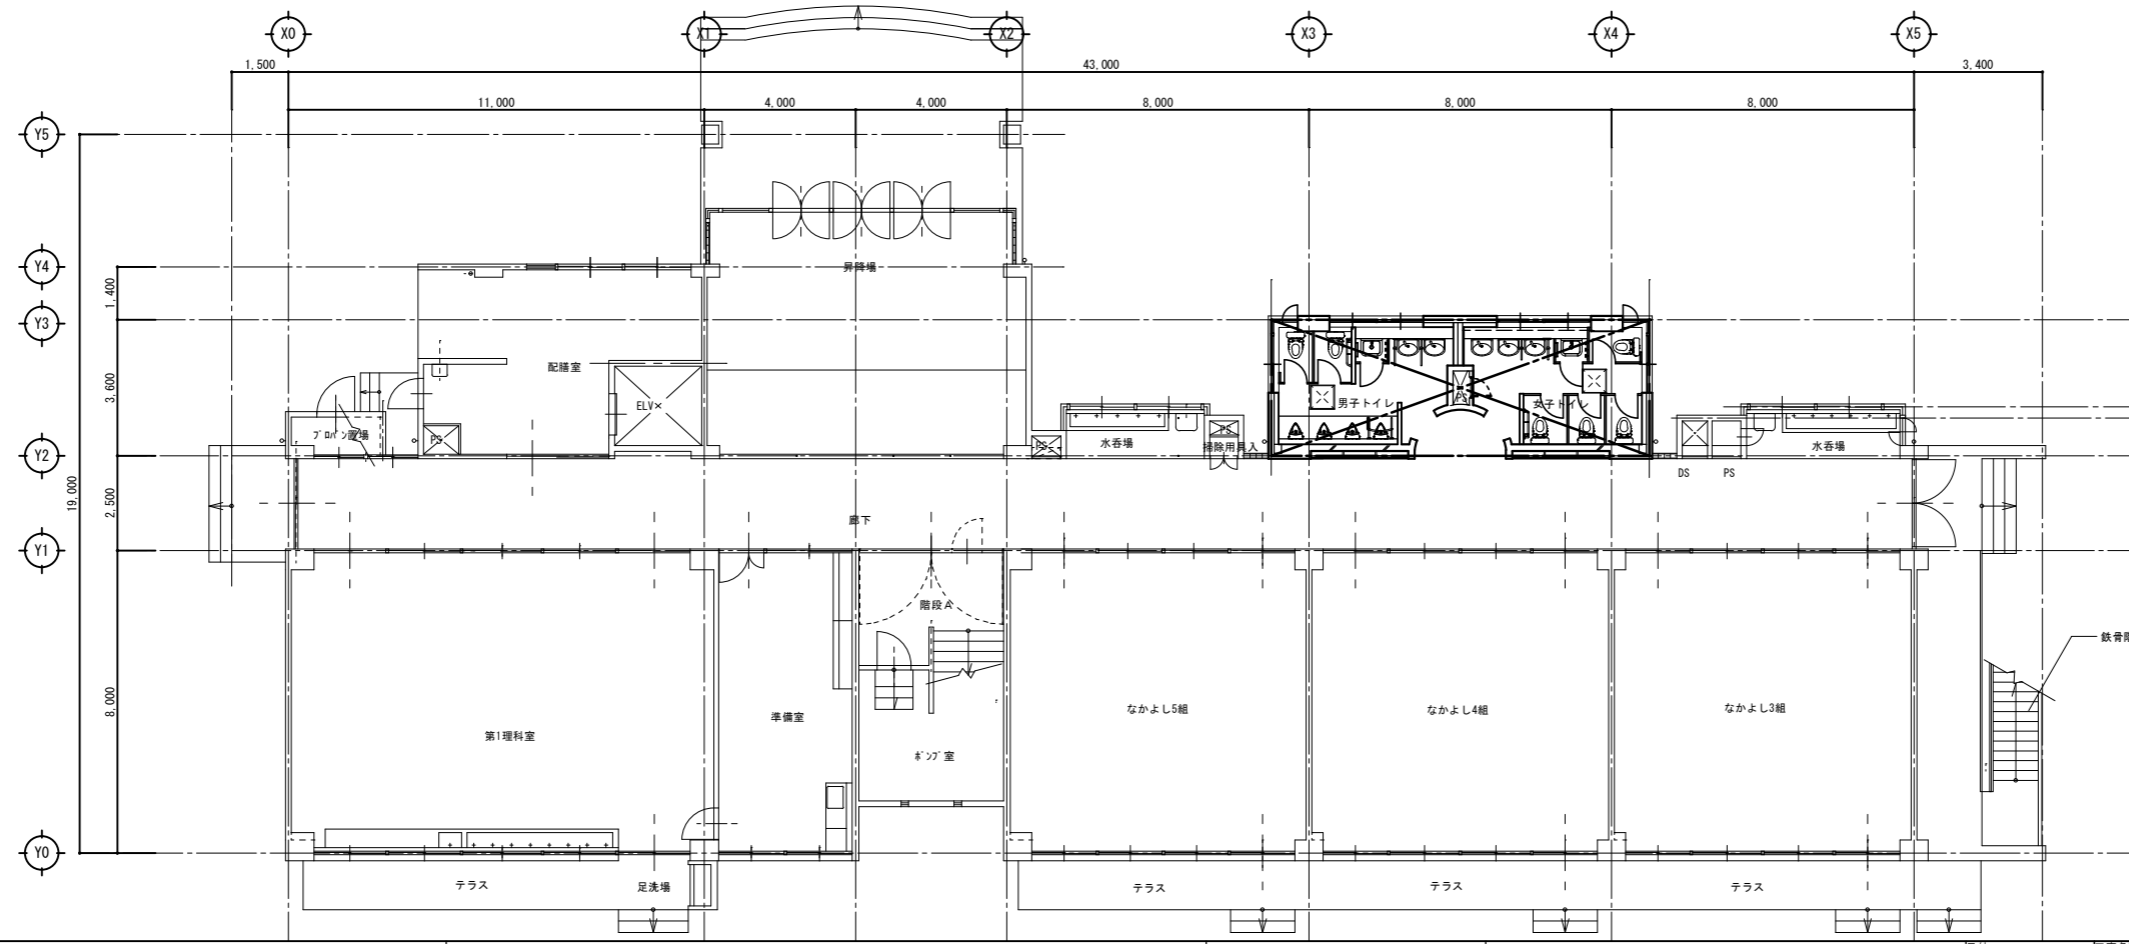 X0
X1
X2
X3
X4
X5
1,500
43,000
3,400
11,000
4,000
4,000
8,000
8,000
8,000
Y5
Y4
Y3
Y2
Y1
Y0
1,400
3,600
2,500
8,000
19,000
昇降場
配膳室
ELV
プロパン置場
PS
PS
水呑場
PS
掃除用具入
男子トイレ
PS
女子トイレ
水呑場
DS
PS
廊下
階段A
鉄骨階
第1理科室
準備室
ポンプ室
なかよし5組
なかよし4組
なかよし3組
テラス
足洗場
テラス
テラス
テラス